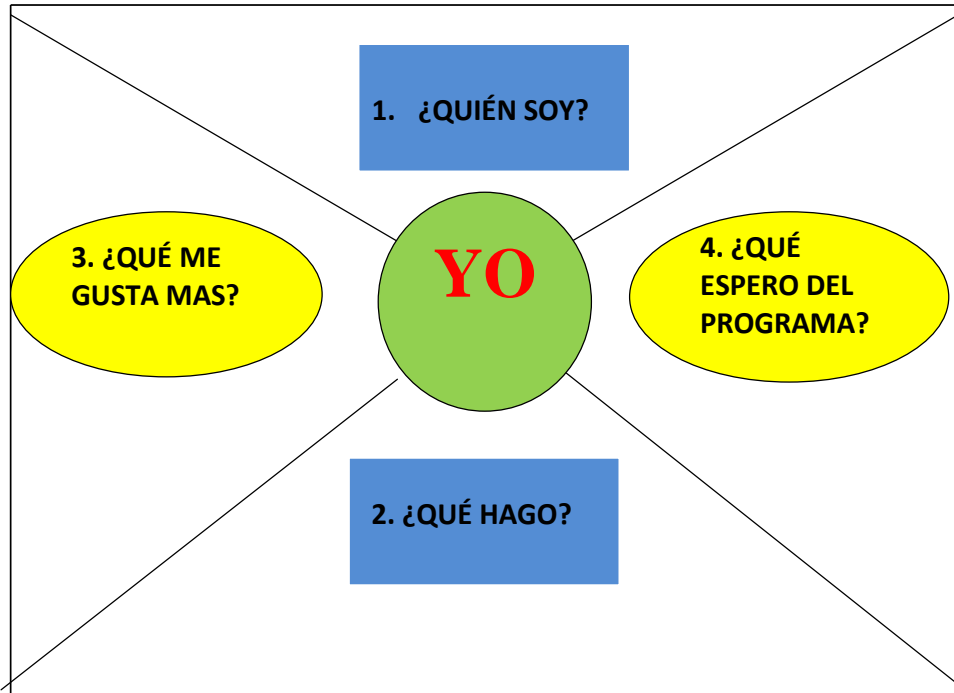 1. ¿QUIÉN SOY?
YO
3. ¿QUÉ ME
GUSTA MAS?
4. ¿QUÉ
ESPERO DEL
PROGRAMA?
2. ¿QUÉ HAGO?